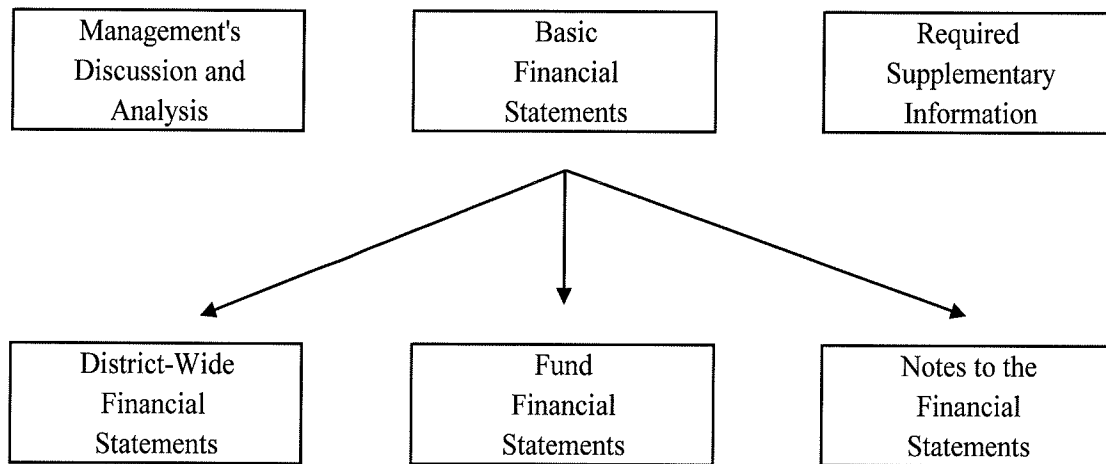 Management's
Discussion and
Analysis
Basic
Financial
Statements
Required
Supplementary
Information
District-Wide
Financial
Statements
Fund
Financial
Statements
Notes to the
Financial
Statements